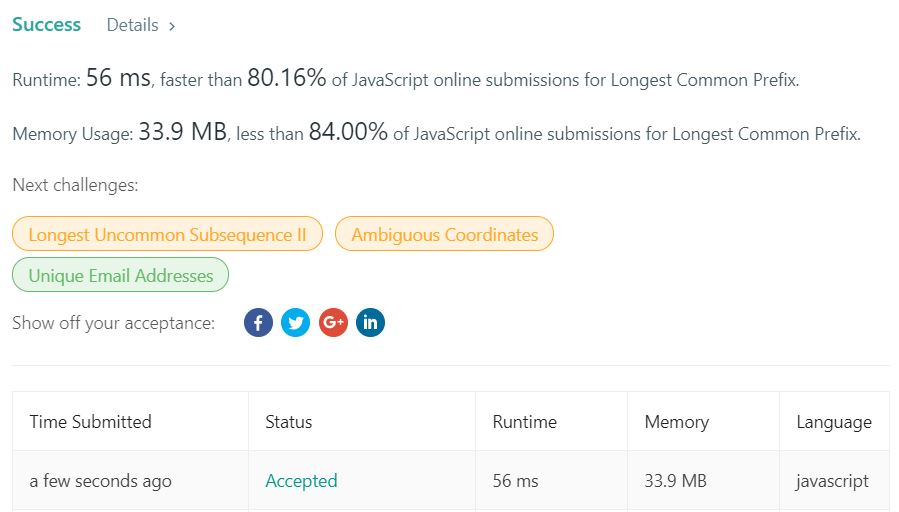 Success Details >
Runtime: 56 ms, faster than 80.16% of JavaScript online submissions for Longest Common Prefix.
Memory Usage: 33.9 MB, less than 84.00% of JavaScript online submissions for Longest Common Prefix.
Next challenges:
Longest Uncommon Subsequence II Ambiguous Coordinates
Unique Email Addresses
Show off your acceptance: f G+ in
Time Submitted Status Runtime Memory Language
a few seconds ago Accepted 56 ms 33.9 MB javascript